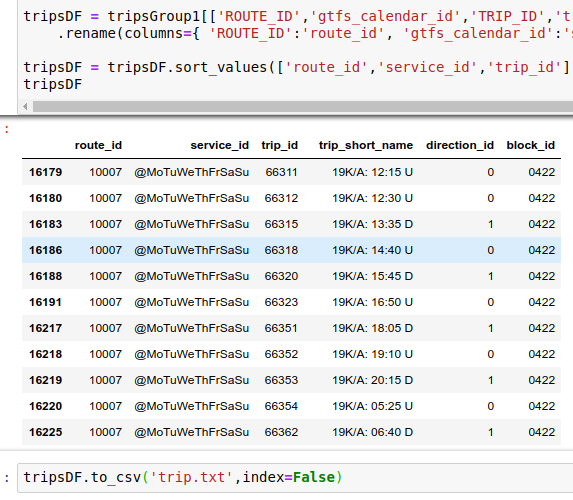 tripsDF = tripsGroup1[['ROUTE_ID','gtfs_calendar_id','TRIP_ID','t
.rename(columns={ 'ROUTE_ID':'route_id', 'gtfs_calendar_id':'s
tripsDF = tripsDF.sort_values(['route_id','service_id','trip_id']
tripsDF
:
route_id service_id trip_id trip_short_name direction_id block_id
16179 10007 @MoTuWeThFrSaSu 66311 19K/A: 12:15 U 0 0422
16180 10007 @MoTuWeThFrSaSu 66312 19K/A: 12:30 U 0 0422
16183 10007 @MoTuWeThFrSaSu 66315 19K/A: 13:35 D 1 0422
16186 10007 @MoTuWeThFrSaSu 66318 19K/A: 14:40 U 0 0422
16188 10007 @MoTuWeThFrSaSu 66320 19K/A: 15:45 D 1 0422
16191 10007 @MoTuWeThFrSaSu 66323 19K/A: 16:50 U 0 0422
16217 10007 @MoTuWeThFrSaSu 66351 19K/A: 18:05 D 1 0422
16218 10007 @MoTuWeThFrSaSu 66352 19K/A: 19:10 U 0 0422
16219 10007 @MoTuWeThFrSaSu 66353 19K/A: 20:15 D 1 0422
16220 10007 @MoTuWeThFrSaSu 66354 19K/A: 05:25 U 0 0422
16225 10007 @MoTuWeThFrSaSu 66362 19K/A: 06:40 D 1 0422
: tripsDF.to_csv('trip.txt',index=False)